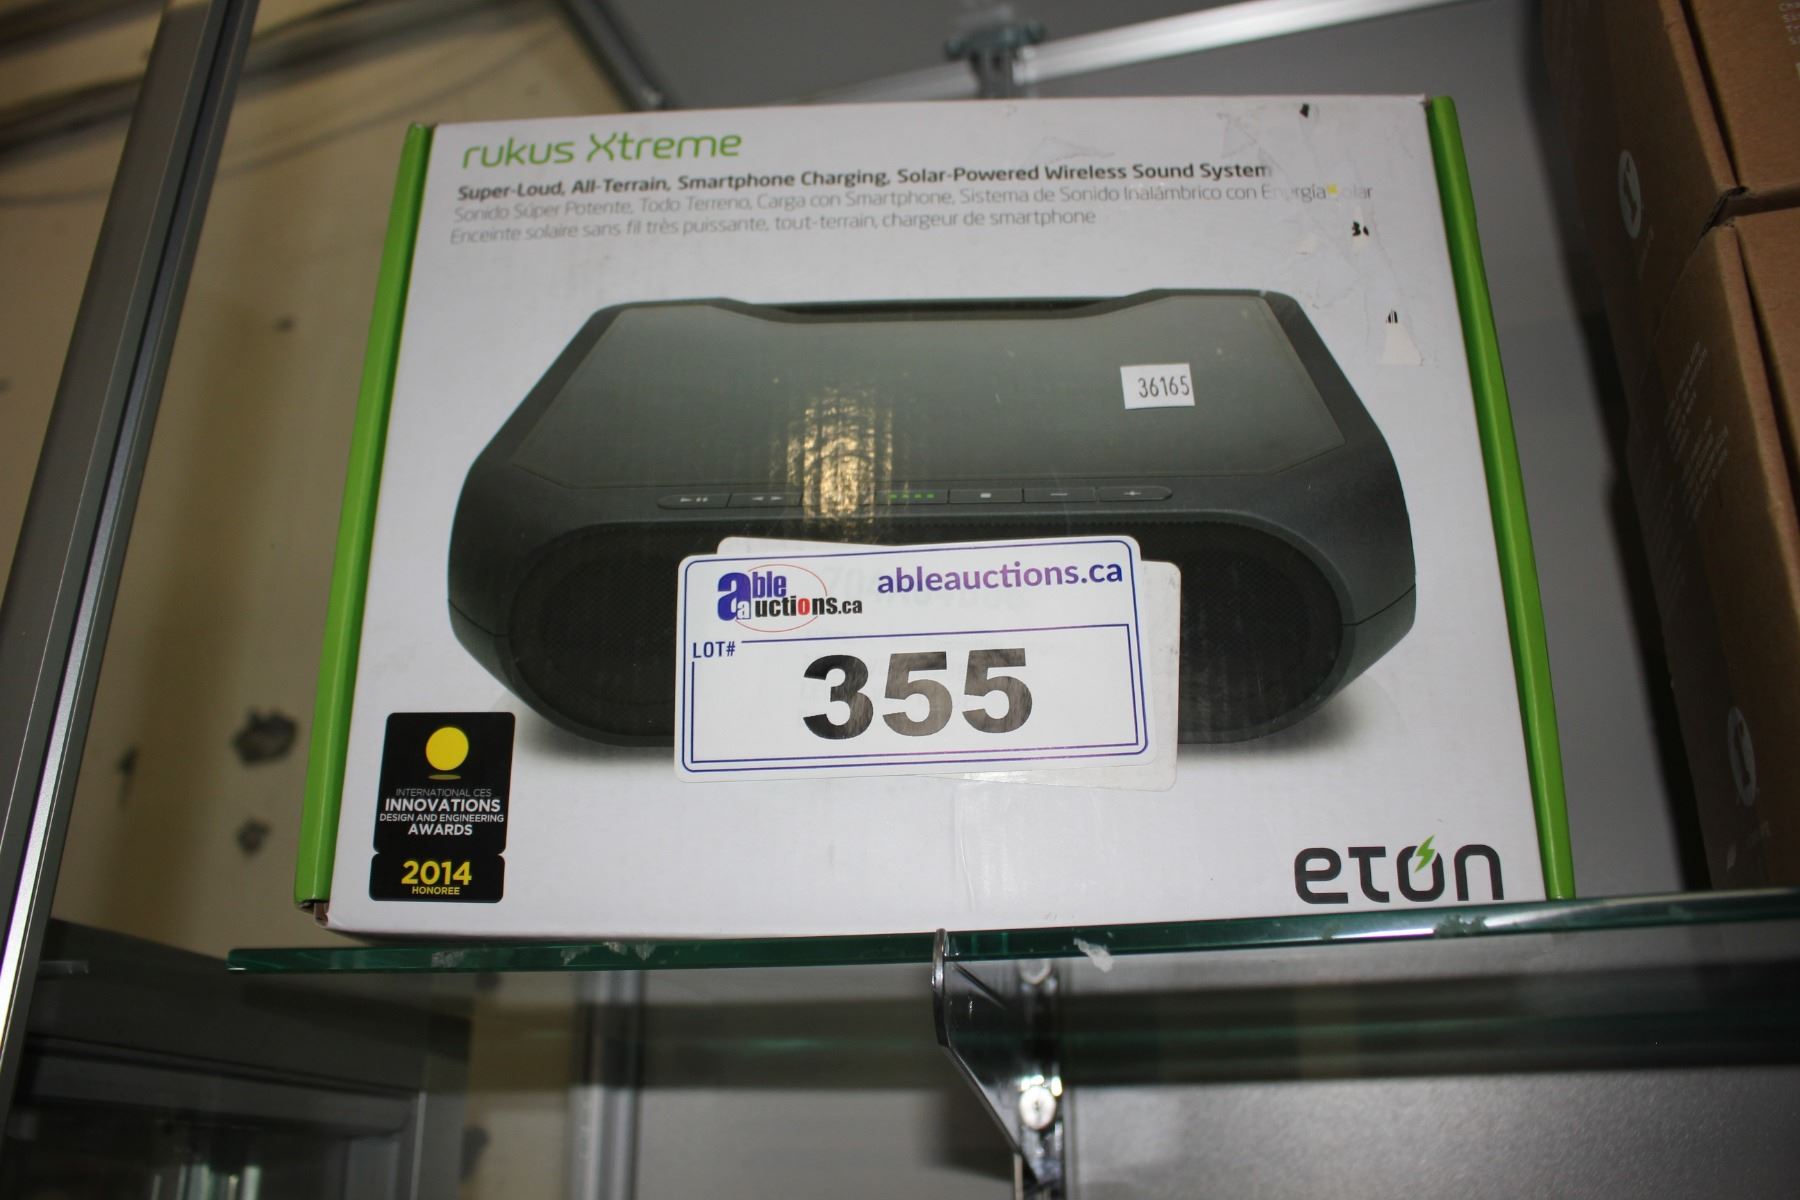 rukus Xtreme
Super-Loud, All-Terrain, Smartphone Charging, Solar-Powered Wireless Sound System
Sonido Súper Potente, Todo Terreno, Carga con Smartphone, Sistema de Sonido Inalámbrico con
Enceinte solaire sans fil très puissante, tout-terrain, chargeur de smartphone
36165
able auctions.ca
ableauctions.ca
LOT#
355
INTERNATIONAL CES
INNOVATIONS
DESIGN AND ENGINEERING
AWARDS
2014
HONOREE
eton